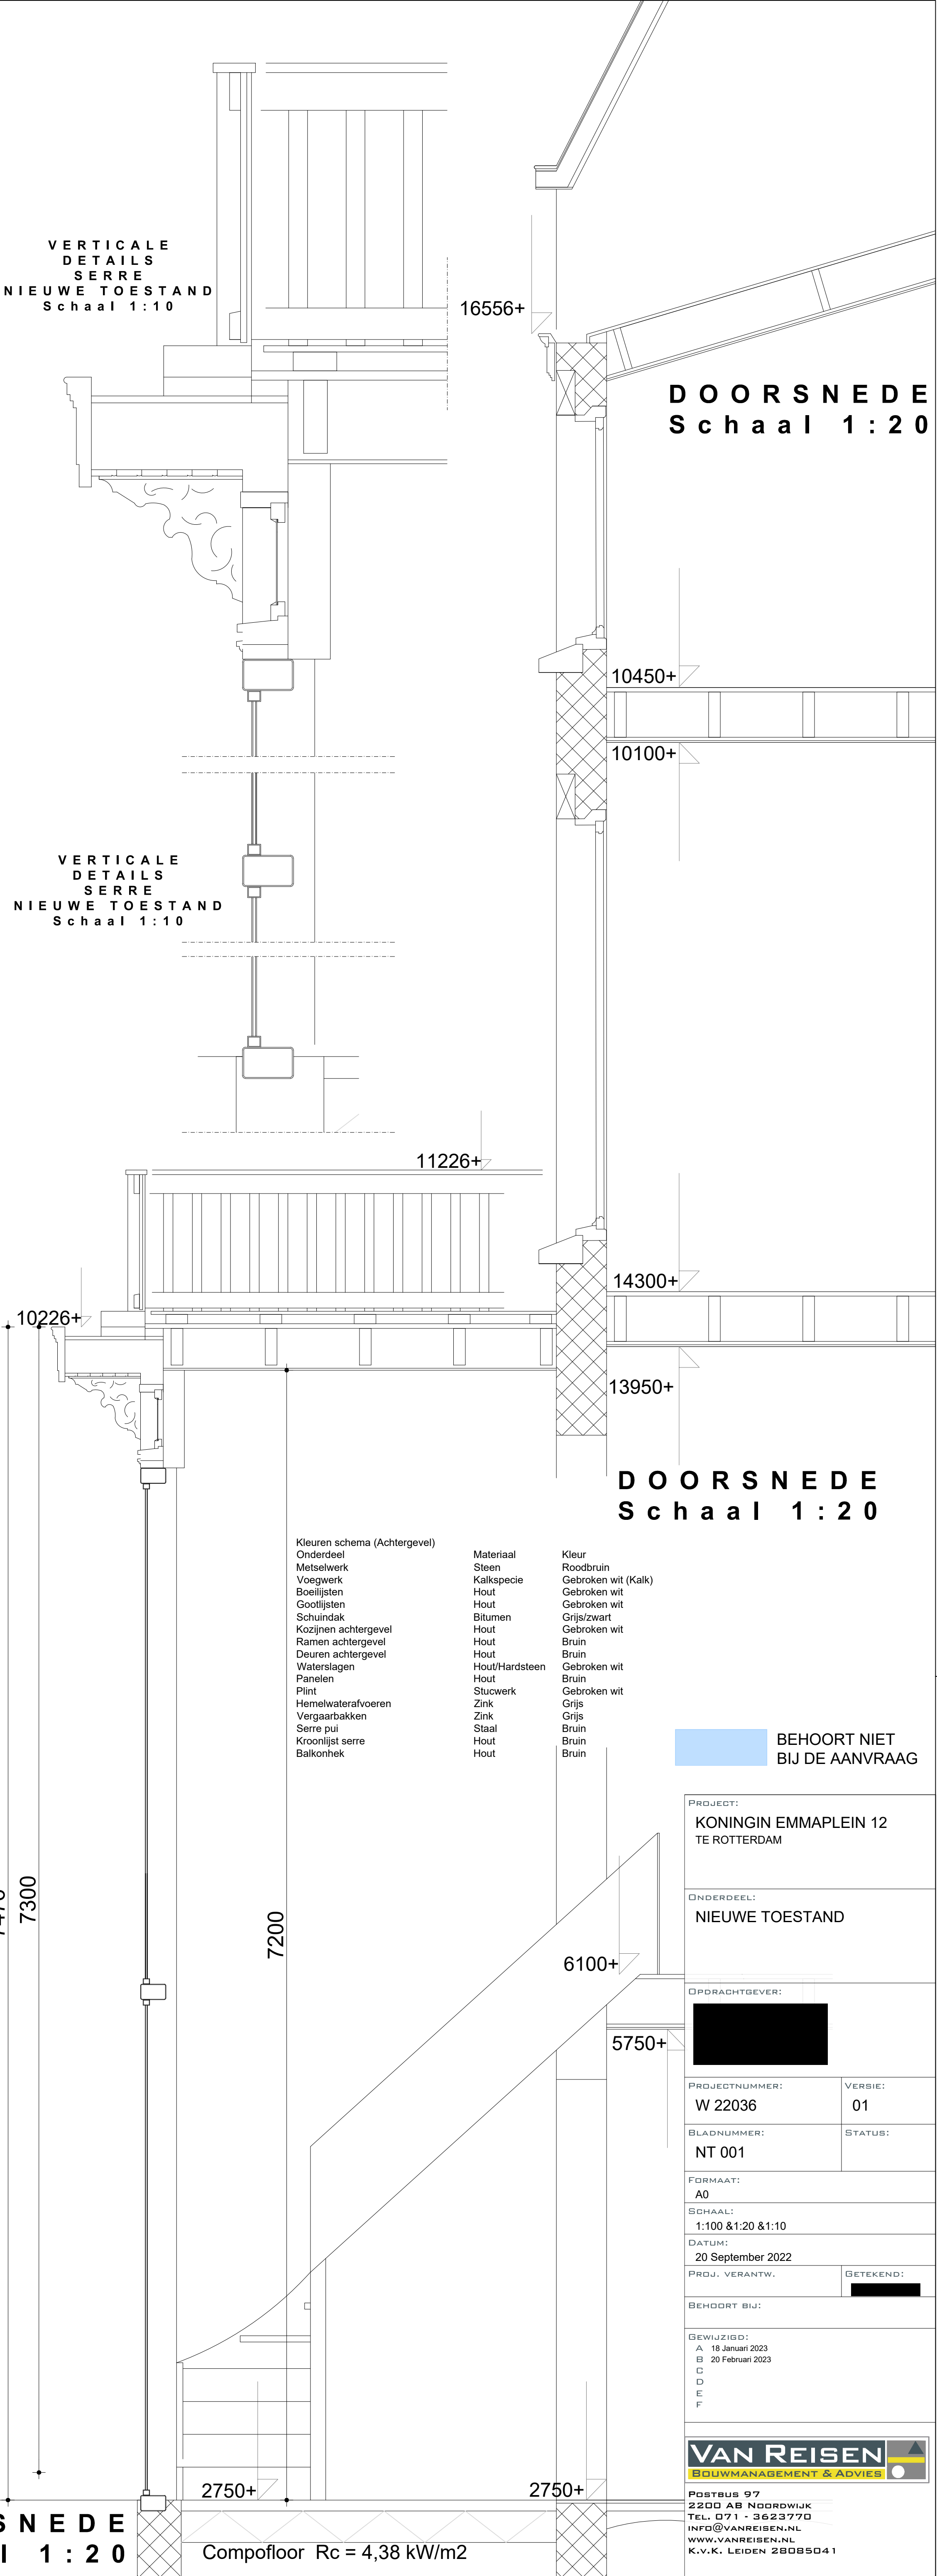 VERTICALE
DETAILS
SERRE
NIEUWE TOESTAND
Schaal 1:10
16556+
DOORSNEDE
Schaal 1:20
10450+
10100+
VERTICALE
DETAILS
SERRE
NIEUWE TOESTAND
Schaal 1:10
11226+
14300+
10226+
13950+
DOORSNEDE
Schaal 1:20
Kleuren schema (Achtergevel)
Onderdeel Materiaal Kleur
Metselwerk Steen Roodbruin
Voegwerk Kalkspecie Gebroken wit (Kalk)
Boeilijsten Hout Gebroken wit
Gootlijsten Hout Gebroken wit
Schuindak Bitumen Grijs/zwart
Kozijnen achtergevel Hout Gebroken wit
Ramen achtergevel Hout Bruin
Deuren achtergevel Hout Bruin
Waterslagen Hout/Hardsteen Gebroken wit
Panelen Hout Bruin
Plint Stucwerk Gebroken wit
Hemelwaterafvoeren Zink Grijs
Vergaarbakken Zink Grijs
Serre pui Staal Bruin
Kroonlijst serre Hout Bruin
Balkonhek Hout Bruin
BEHOORT NIET
BIJ DE AANVRAAG
7300
7200
6100+
5750+
2750+
2750+
SNEDE
l 1:20
Compofloor Rc = 4,38 kW/m2
PROJECT:
KONINGIN EMMAPLEIN 12
TE ROTTERDAM
ONDERDEEL:
NIEUWE TOESTAND
OPDRACHTGEVER:
PROJECTNUMMER: VERSIE:
W 22036 01
BLADNUMMER: STATUS:
NT 001
FORMAAT:
A0
SCHAAL:
1:100 &1:20 &1:10
DATUM:
20 September 2022
PROJ. VERANTW. GETEKEND:
BEHOORT BIJ:
GEWIJZIGD:
A 18 Januari 2023
B 20 Februari 2023
C
D
E
F
VAN REISEN
BOUWMANAGEMENT & ADVIES
POSTBUS 97
2200 AB NOORDWIJK
TEL. 071 - 3623770
INFO@VANREISEN.NL
WWW.VANREISEN.NL
K.V.K. LEIDEN 28085041